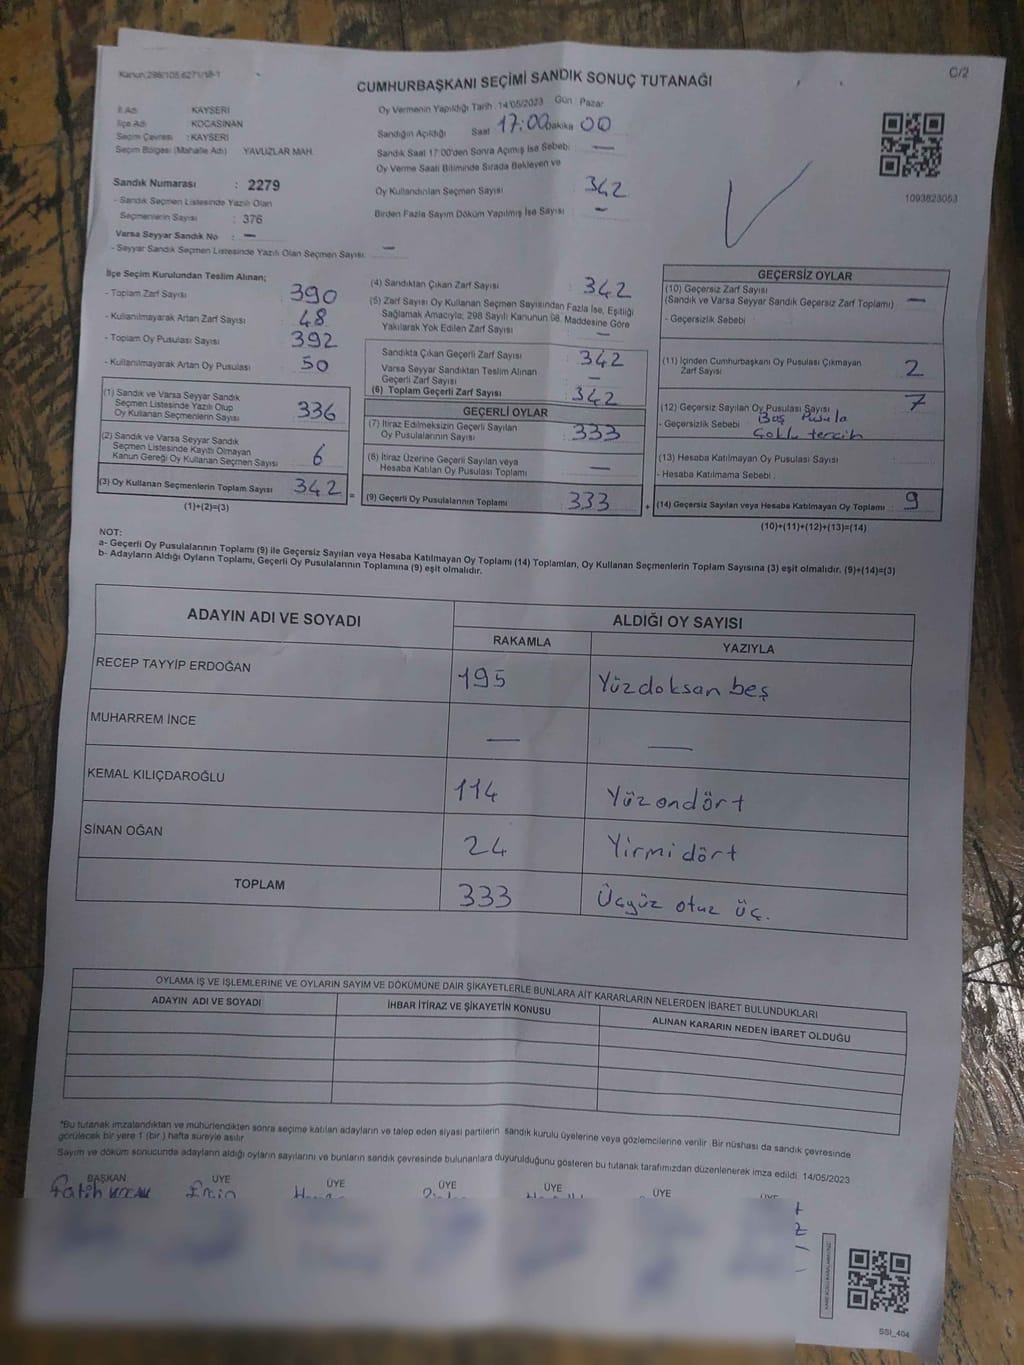 Kanun:298/105,6271/18-1
C/2
CUMHURBAŞKANI SEÇİMİ SANDIK SONUÇ TUTANAĞI
İl Adı : KAYSERİ
İlçe Adı : KOCASİNAN
Seçim Çevresi : KAYSERİ
Seçim Bölgesi (Mahalle Adı) YAVUZLAR MAH.
Sandık Numarası : 2279
- Sandık Seçmen Listesinde Yazılı Olan
Seçmenlerin Sayısı : 376
Varsa Seyyar Sandık No : —
- Seyyar Sandık Seçmen Listesinde Yazılı Olan Seçmen Sayısı: —
Oy Vermenin Yapıldığı Tarih : 14/05/2023 Gün : Pazar
Sandığın Açıldığı Saat 17:00 Dakika 00
Sandık Saat 17:00'den Sonra Açımış İse Sebebi : —
Oy Verme Saati Bitiminde Sırada Bekleyen ve
Oy Kullandırılan Seçmen Sayısı : 342
Birden Fazla Sayım Döküm Yapılmış İse Sayısı : —
1093823053
İlçe Seçim Kurulundan Teslim Alınan;
- Toplam Zarf Sayısı : 390
- Kullanılmayarak Artan Zarf Sayısı : 48
- Toplam Oy Pusulası Sayısı : 392
- Kullanılmayarak Artan Oy Pusulası : 50
(1) Sandık ve Varsa Seyyar Sandık
Seçmen Listesinde Yazılı Olup
Oy Kullanan Seçmenlerin Sayısı : 336
(2) Sandık ve Varsa Seyyar Sandık
Seçmen Listesinde Kayıtlı Olmayan
Kanun Gereği Oy Kullanan Seçmen Sayısı : 6
(3) Oy Kullanan Seçmenlerin Toplam Sayısı : 342
(1)+(2)=(3)
=
(4) Sandıktan Çıkan Zarf Sayısı : 342
(5) Zarf Sayısı Oy Kullanan Seçmen Sayısından Fazla İse, Eşitliği
Sağlamak Amacıyla; 298 Sayılı Kanunun 98. Maddesine Göre
Yakılarak Yok Edilen Zarf Sayısı : —
Sandıkta Çıkan Geçerli Zarf Sayısı : 342
Varsa Seyyar Sandıktan Teslim Alınan
Geçerli Zarf Sayısı : —
(6) Toplam Geçerli Zarf Sayısı : 342
GEÇERLİ OYLAR
(7) İtiraz Edilmeksizin Geçerli Sayılan
Oy Pusulalarının Sayısı : 333
(8) İtiraz Üzerine Geçerli Sayılan veya
Hesaba Katılan Oy Pusulası Toplamı : —
(9) Geçerli Oy Pusulalarının Toplamı : 333
+
GEÇERSİZ OYLAR
(10) Geçersiz Zarf Sayısı
(Sandık ve Varsa Seyyar Sandık Geçersiz Zarf Toplamı) : —
- Geçersizlik Sebebi :
(11) İçinden Cumhurbaşkanı Oy Pusulası Çıkmayan
Zarf Sayısı : 2
(12) Geçersiz Sayılan Oy Pusulası Sayısı : 7
- Geçersizlik Sebebi : Boş Pusula
Çoklu tercih
(13) Hesaba Katılmayan Oy Pusulası Sayısı :
- Hesaba Katılmama Sebebi :
(14) Geçersiz Sayılan veya Hesaba Katılmayan Oy Toplamı : 9
(10)+(11)+(12)+(13)=(14)
NOT:
a- Geçerli Oy Pusulalarının Toplamı (9) ile Geçersiz Sayılan veya Hesaba Katılmayan Oy Toplamı (14) Toplamları, Oy Kullanan Seçmenlerin Toplam Sayısına (3) eşit olmalıdır. (9)+(14)=(3)
b- Adayların Aldığı Oyların Toplamı, Geçerli Oy Pusulalarının Toplamına (9) eşit olmalıdır.
ADAYIN ADI VE SOYADI ALDIĞI OY SAYISI
RAKAMLA YAZIYLA
RECEP TAYYİP ERDOĞAN 195 Yüzdoksan beş
MUHARREM İNCE — —
KEMAL KILIÇDAROĞLU 114 Yüzondört
SİNAN OĞAN 24 Yirmidört
TOPLAM 333 Üçyüz otuz üç.
OYLAMA İŞ VE İŞLEMLERİNE VE OYLARIN SAYIM VE DÖKÜMÜNE DAİR ŞİKAYETLERLE BUNLARA AİT KARARLARIN NELERDEN İBARET BULUNDUKLARI
ADAYIN ADI VE SOYADI İHBAR İTİRAZ VE ŞİKAYETİN KONUSU ALINAN KARARIN NEDEN İBARET OLDUĞU
*Bu tutanak imzalandıktan ve mühürlendikten sonra seçime katılan adayların ve talep eden siyasi partilerin sandık kurulu üyelerine veya gözlemcilerine verilir. Bir nüshası da sandık çevresinde
görülecek bir yere 1 (bir) hafta süreyle asılır.
Sayım ve döküm sonucunda adayların aldığı oyların sayılarını ve bunların sandık çevresinde bulunanlara duyurulduğunu gösteren bu tutanak tarafımızdan düzenlenerek imza edildi. 14/05/2023
BAŞKAN ÜYE ÜYE ÜYE ÜYE ÜYE ÜYE
Fatih
SSI_404